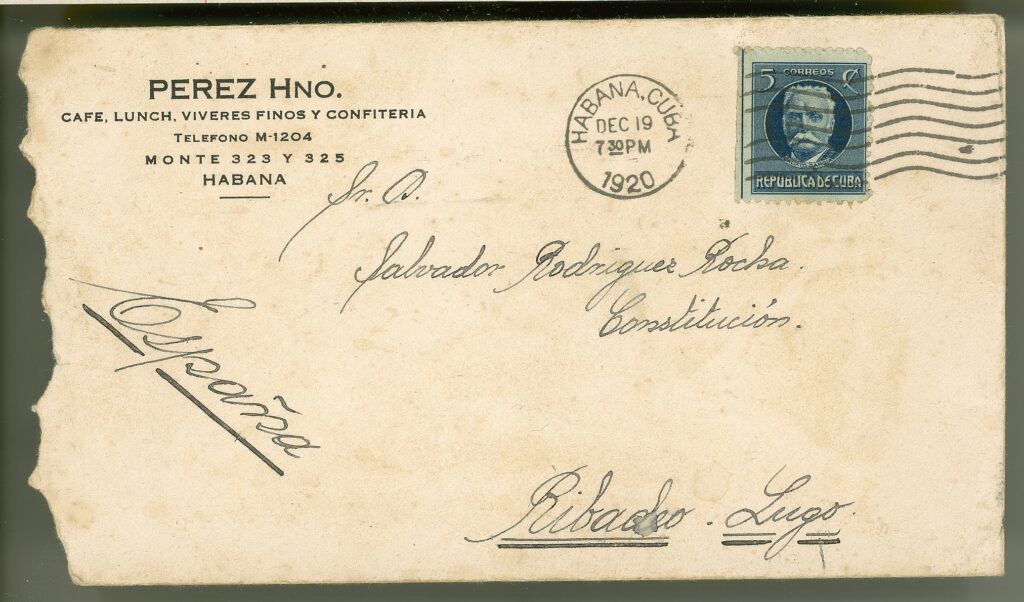 PEREZ HNO.
CAFE, LUNCH, VIVERES FINOS Y CONFITERIA
TELEFONO M-1204
MONTE 323 Y 325
HABANA
HABANA, CUBA
DEC 19
7 30 PM
1920
5 CORREOS ¢
REPUBLICA DE CUBA
Sr. D.
Salvador Rodriguez Rocha.
Constitución.
España
Ribadeo - Lugo.